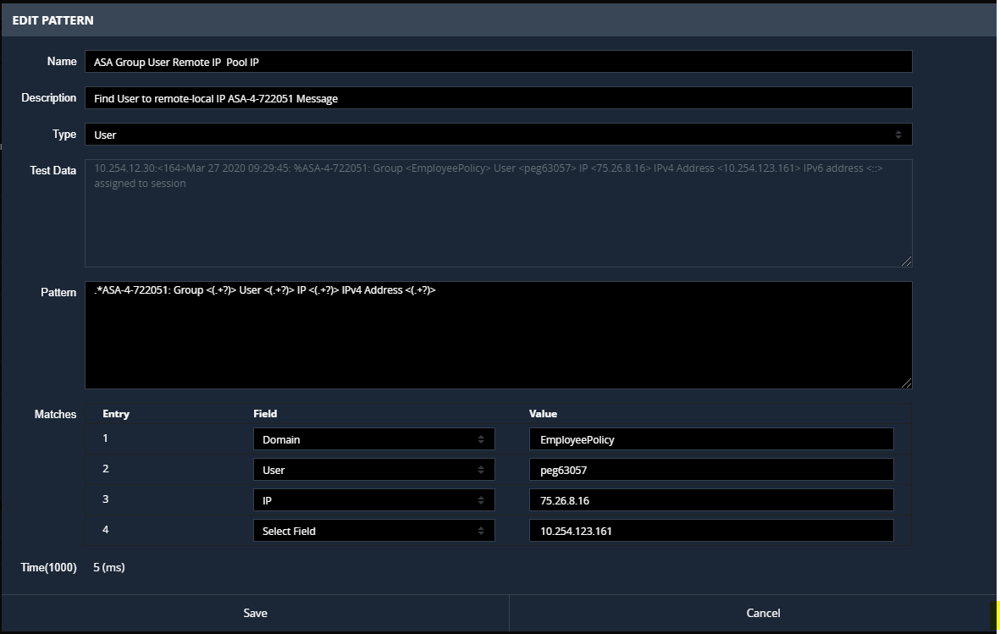 EDIT PATTERN
Name ASA Group User Remote IP  Pool IP
Description Find User to remote-local IP ASA-4-722051 Message
Type User
Test Data 10.254.12.30:<164>Mar 27 2020 09:29:45: %ASA-4-722051: Group <EmployeePolicy> User <peg63057> IP <75.26.8.16> IPv4 Address <10.254.123.161> IPv6 address <::>
assigned to session
Pattern .*ASA-4-722051: Group <(.+?)> User <(.+?)> IP <(.+?)> IPv4 Address <(.+?)>
Matches Entry Field Value
1 Domain EmployeePolicy
2 User peg63057
3 IP 75.26.8.16
4 Select Field 10.254.123.161
Time(1000) 5 (ms)
Save Cancel